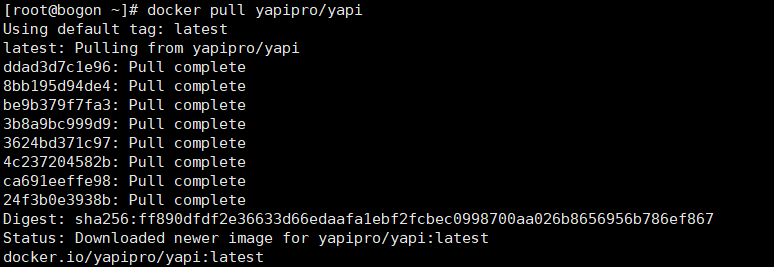 [root@bogon ~]# docker pull yapipro/yapi
Using default tag: latest
latest: Pulling from yapipro/yapi
ddad3d7c1e96: Pull complete
8bb195d94de4: Pull complete
be9b379f7fa3: Pull complete
3b8a9bc999d9: Pull complete
3624bd371c97: Pull complete
4c237204582b: Pull complete
ca691eeffe98: Pull complete
24f3b0e3938b: Pull complete
Digest: sha256:ff890dfdf2e36633d66edaafa1ebf2fcbec0998700aa026b8656956b786ef867
Status: Downloaded newer image for yapipro/yapi:latest
docker.io/yapipro/yapi:latest